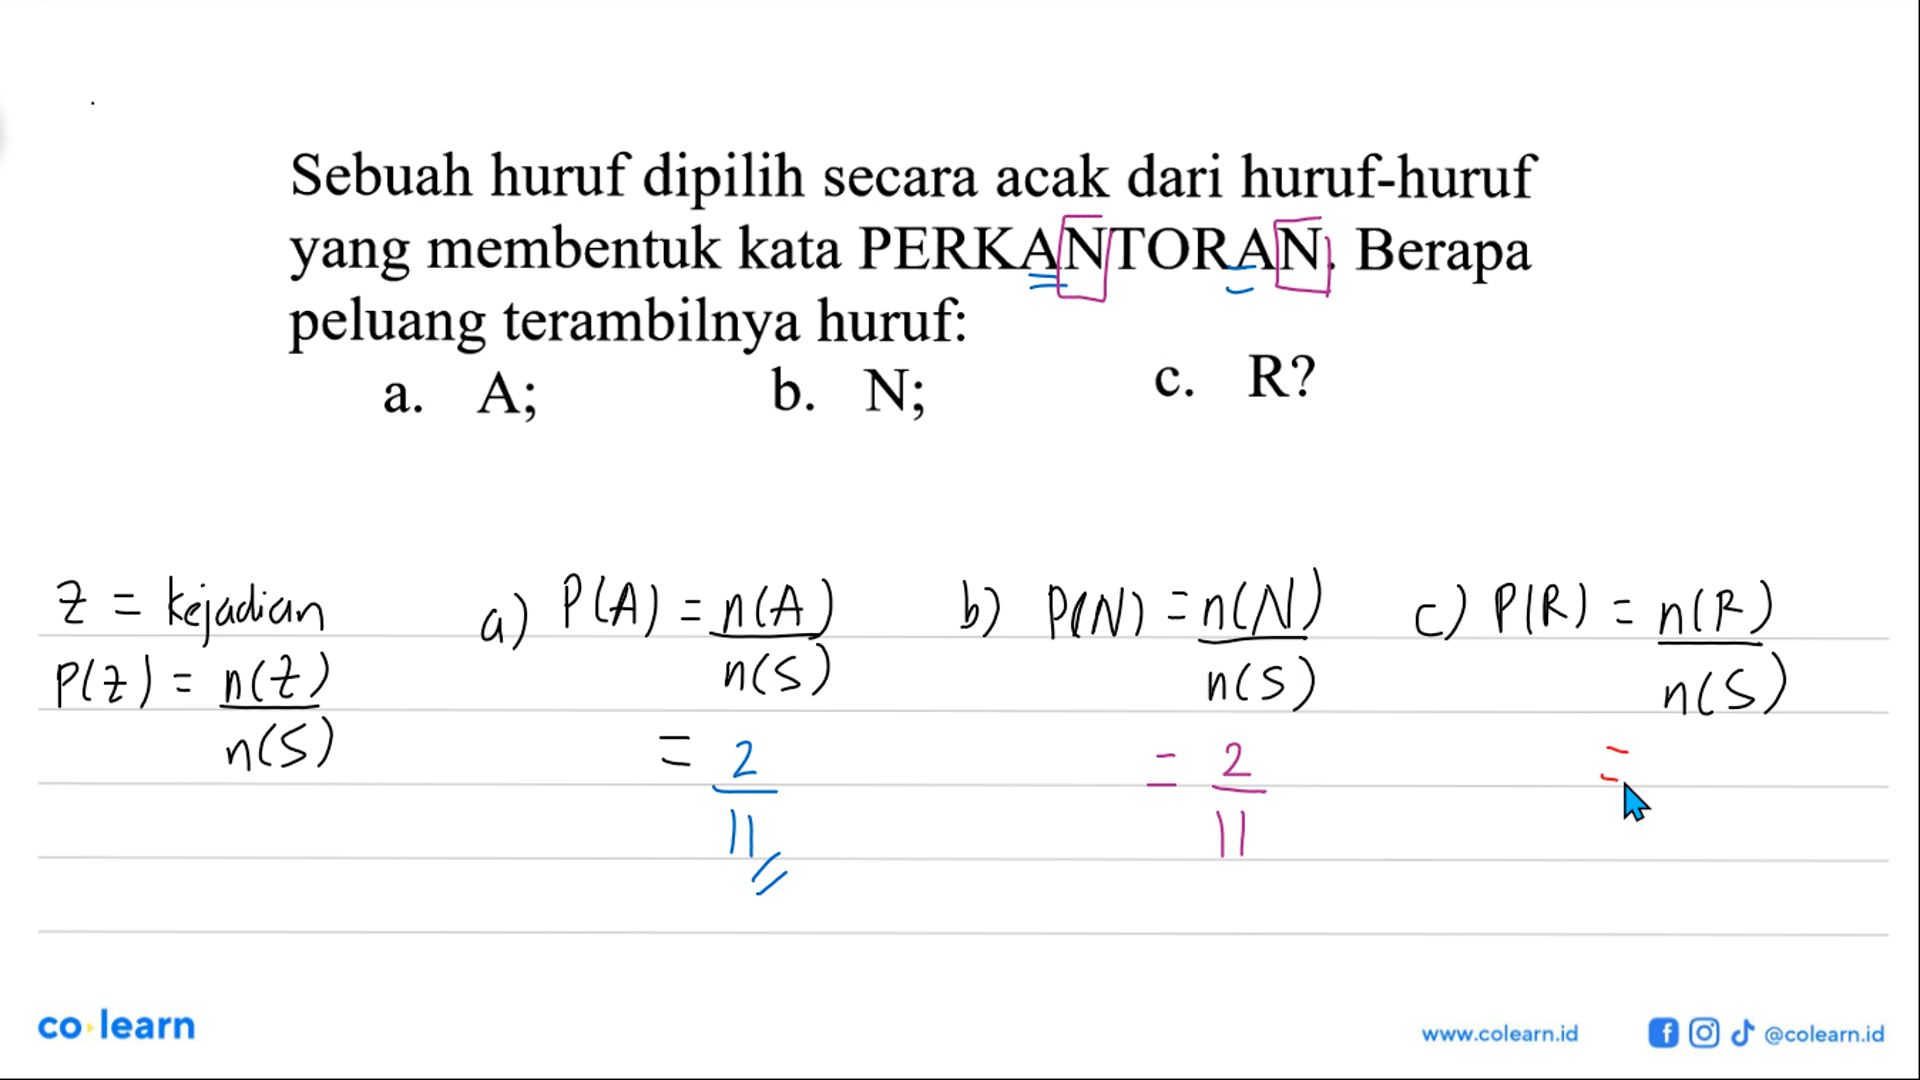 Sebuah huruf dipilih secara acak dari huruf-huruf
yang membentuk kata PERKANTORAN. Berapa
peluang terambilnya huruf:
a. A; b. N; c. R?
Z = kejadian
P(Z) = n(Z)
n(S)
a) P(A) = n(A)
n(S)
= 2
11
b) P(N) = n(N)
n(S)
= 2
11
c) P(R) = n(R)
n(S)
=
co learn
www.colearn.id
@colearn.id